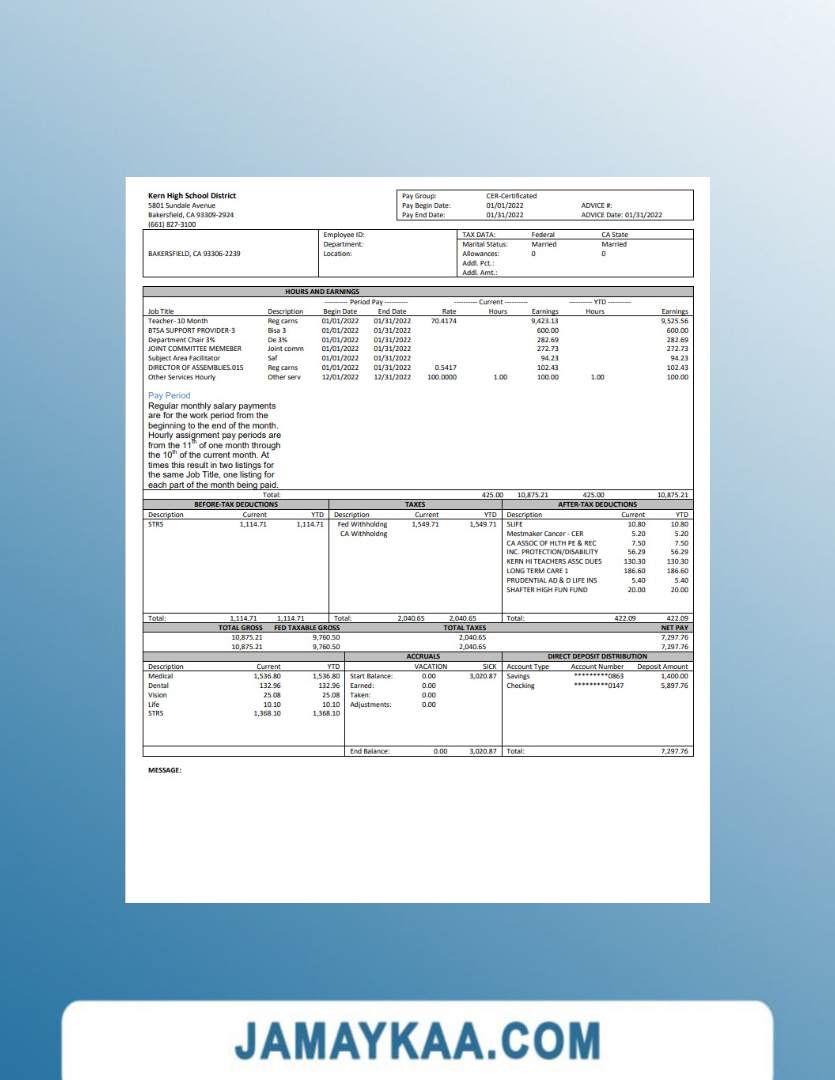 Kern High School District
5801 Sundale Avenue
Bakersfield, CA 93309-2924
(661) 827-3100
Pay Group: CER-Certificated
Pay Begin Date: 01/01/2022 ADVICE #:
Pay End Date: 01/31/2022 ADVICE Date: 01/31/2022
BAKERSFIELD, CA 93306-2239
Employee ID:
Department:
Location:
TAX DATA: Federal CA State
Marital Status: Married Married
Allowances: 0 0
Addl. Pct.:
Addl. Amt.:
HOURS AND EARNINGS
---------- Period Pay ---------- ---------- Current ---------- ---------- YTD ----------
Job Title Description Begin Date End Date Rate Hours Earnings Hours Earnings
Teacher- 10 Month Reg carns 01/01/2022 01/31/2022 70.4174 9,423.13 9,525.56
BTSA SUPPORT PROVIDER-3 Bisa 3 01/01/2022 01/31/2022 600.00 600.00
Department Chair 3% De 3% 01/01/2022 01/31/2022 282.69 282.69
JOINT COMMITTEE MEMEBER Joint comm 01/01/2022 01/31/2022 272.73 272.73
Subject Area Facilitator Saf 01/01/2022 01/31/2022 94.23 94.23
DIRECTOR OF ASSEMBLIES.015 Reg carns 01/01/2022 01/31/2022 0.5417 102.43 102.43
Other Services Hourly Other serv 12/01/2022 12/31/2022 100.0000 1.00 100.00 1.00 100.00
Pay Period
Regular monthly salary payments
are for the work period from the
beginning to the end of the month.
Hourly assignment pay periods are
from the 11th of one month through
the 10th of the current month. At
times this result in two listings for
the same Job Title, one listing for
each part of the month being paid.
Total: 425.00 10,875.21 425.00 10,875.21
BEFORE-TAX DEDUCTIONS TAXES AFTER-TAX DEDUCTIONS
Description Current YTD Description Current YTD Description Current YTD
STRS 1,114.71 1,114.71 Fed Withholdng 1,549.71 1,549.71 SLIFE 10.80 10.80
CA Withholdng Mestmaker Cancer - CER 5.20 5.20
CA ASSOC OF HLTH PE & REC 7.50 7.50
INC. PROTECTION/DISABILITY 56.29 56.29
KERN HI TEACHERS ASSC DUES 130.30 130.30
LONG TERM CARE 1 186.60 186.60
PRUDENTIAL AD & D LIFE INS 5.40 5.40
SHAFTER HIGH FUN FUND 20.00 20.00
Total: 1,114.71 1,114.71 Total: 2,040.65 2,040.65 Total: 422.09 422.09
TOTAL GROSS FED TAXABLE GROSS TOTAL TAXES NET PAY
10,875.21 9,760.50 2,040.65 7,297.76
10,875.21 9,760.50 2,040.65 7,297.76
ACCRUALS DIRECT DEPOSIT DISTRIBUTION
Description Current YTD VACATION SICK Account Type Account Number Deposit Amount
Medical 1,536.80 1,536.80 Start Balance: 0.00 3,020.87 Savings *********0863 1,400.00
Dental 132.96 132.96 Earned: 0.00 Checking *********0147 5,897.76
Vision 25.08 25.08 Taken: 0.00
Life 10.10 10.10 Adjustments: 0.00
STRS 1,368.10 1,368.10
End Balance: 0.00 3,020.87 Total: 7,297.76
MESSAGE:
JAMAYKAA.COM